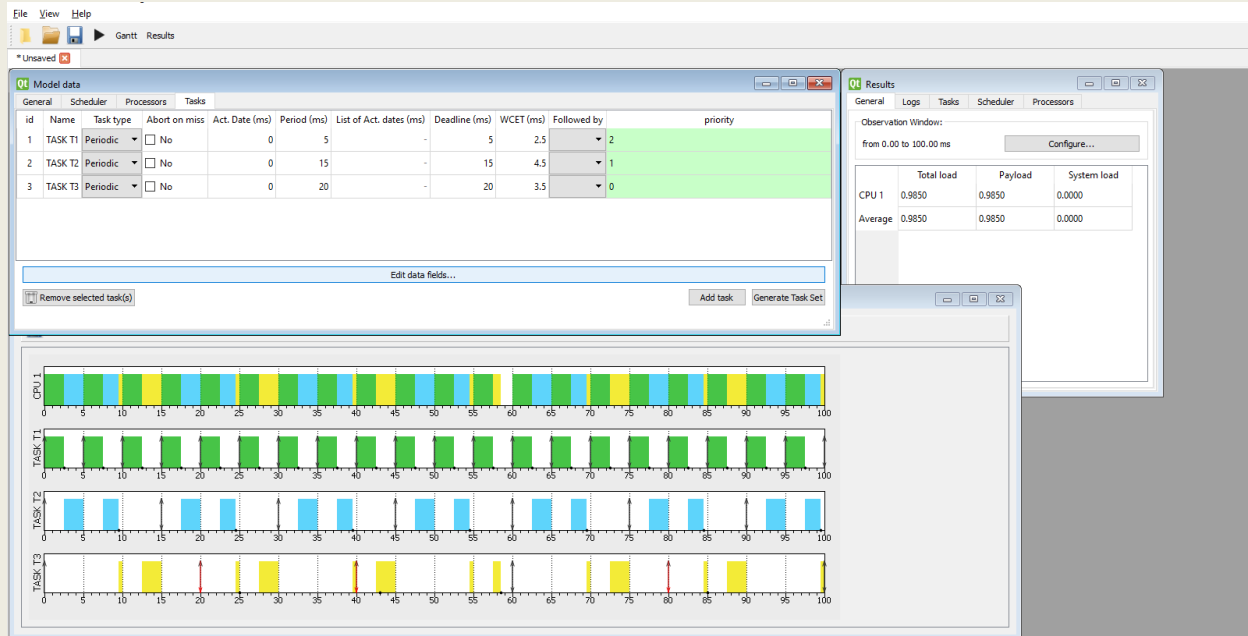 File View Help
Gantt Results
* Unsaved
Model data
General Scheduler Processors Tasks
id Name Task type Abort on miss Act. Date (ms) Period (ms) List of Act. dates (ms) Deadline (ms) WCET (ms) Followed by priority
1 TASK T1 Periodic No 0 5 - 5 2.5 2
2 TASK T2 Periodic No 0 15 - 15 4.5 1
3 TASK T3 Periodic No 0 20 - 20 3.5 0
Edit data fields...
Remove selected task(s) Add task Generate Task Set
Results
General Logs Tasks Scheduler Processors
Observation Window:
from 0.00 to 100.00 ms Configure...
Total load Payload System load
CPU 1 0.9850 0.9850 0.0000
Average 0.9850 0.9850 0.0000
CPU 1
0 5 10 15 20 25 30 35 40 45 50 55 60 65 70 75 80 85 90 95 100
TASK T1
0 5 10 15 20 25 30 35 40 45 50 55 60 65 70 75 80 85 90 95 100
TASK T2
0 5 10 15 20 25 30 35 40 45 50 55 60 65 70 75 80 85 90 95 100
TASK T3
0 5 10 15 20 25 30 35 40 45 50 55 60 65 70 75 80 85 90 95 100